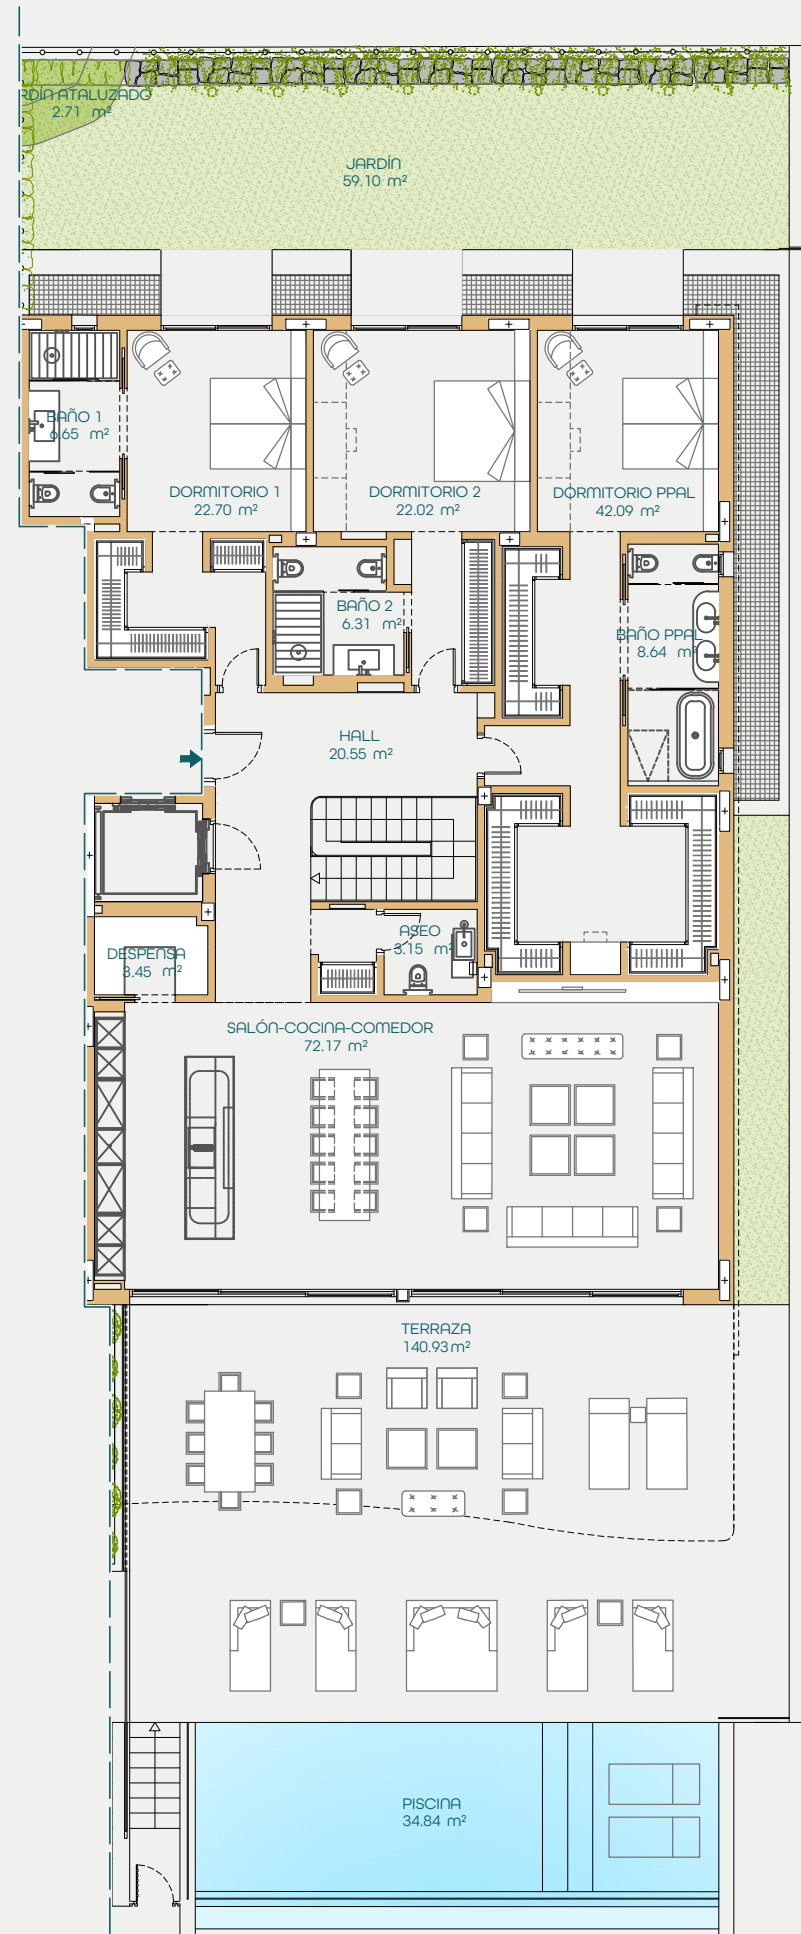 RDÍN ATALUZADO
2.71 m²
JARDÍN
59.10 m²
BAÑO 1
6.65 m²
DORMITORIO 1
22.70 m²
DORMITORIO 2
22.02 m²
DORMITORIO PPAL
42.09 m²
BAÑO 2
6.31 m²
BAÑO PPAL
8.64 m²
HALL
20.55 m²
ASEO
3.15 m²
DESPENSA
3.45 m²
SALÓN-COCINA-COMEDOR
72.17 m²
TERRAZA
140.93 m²
PISCINA
34.84 m²